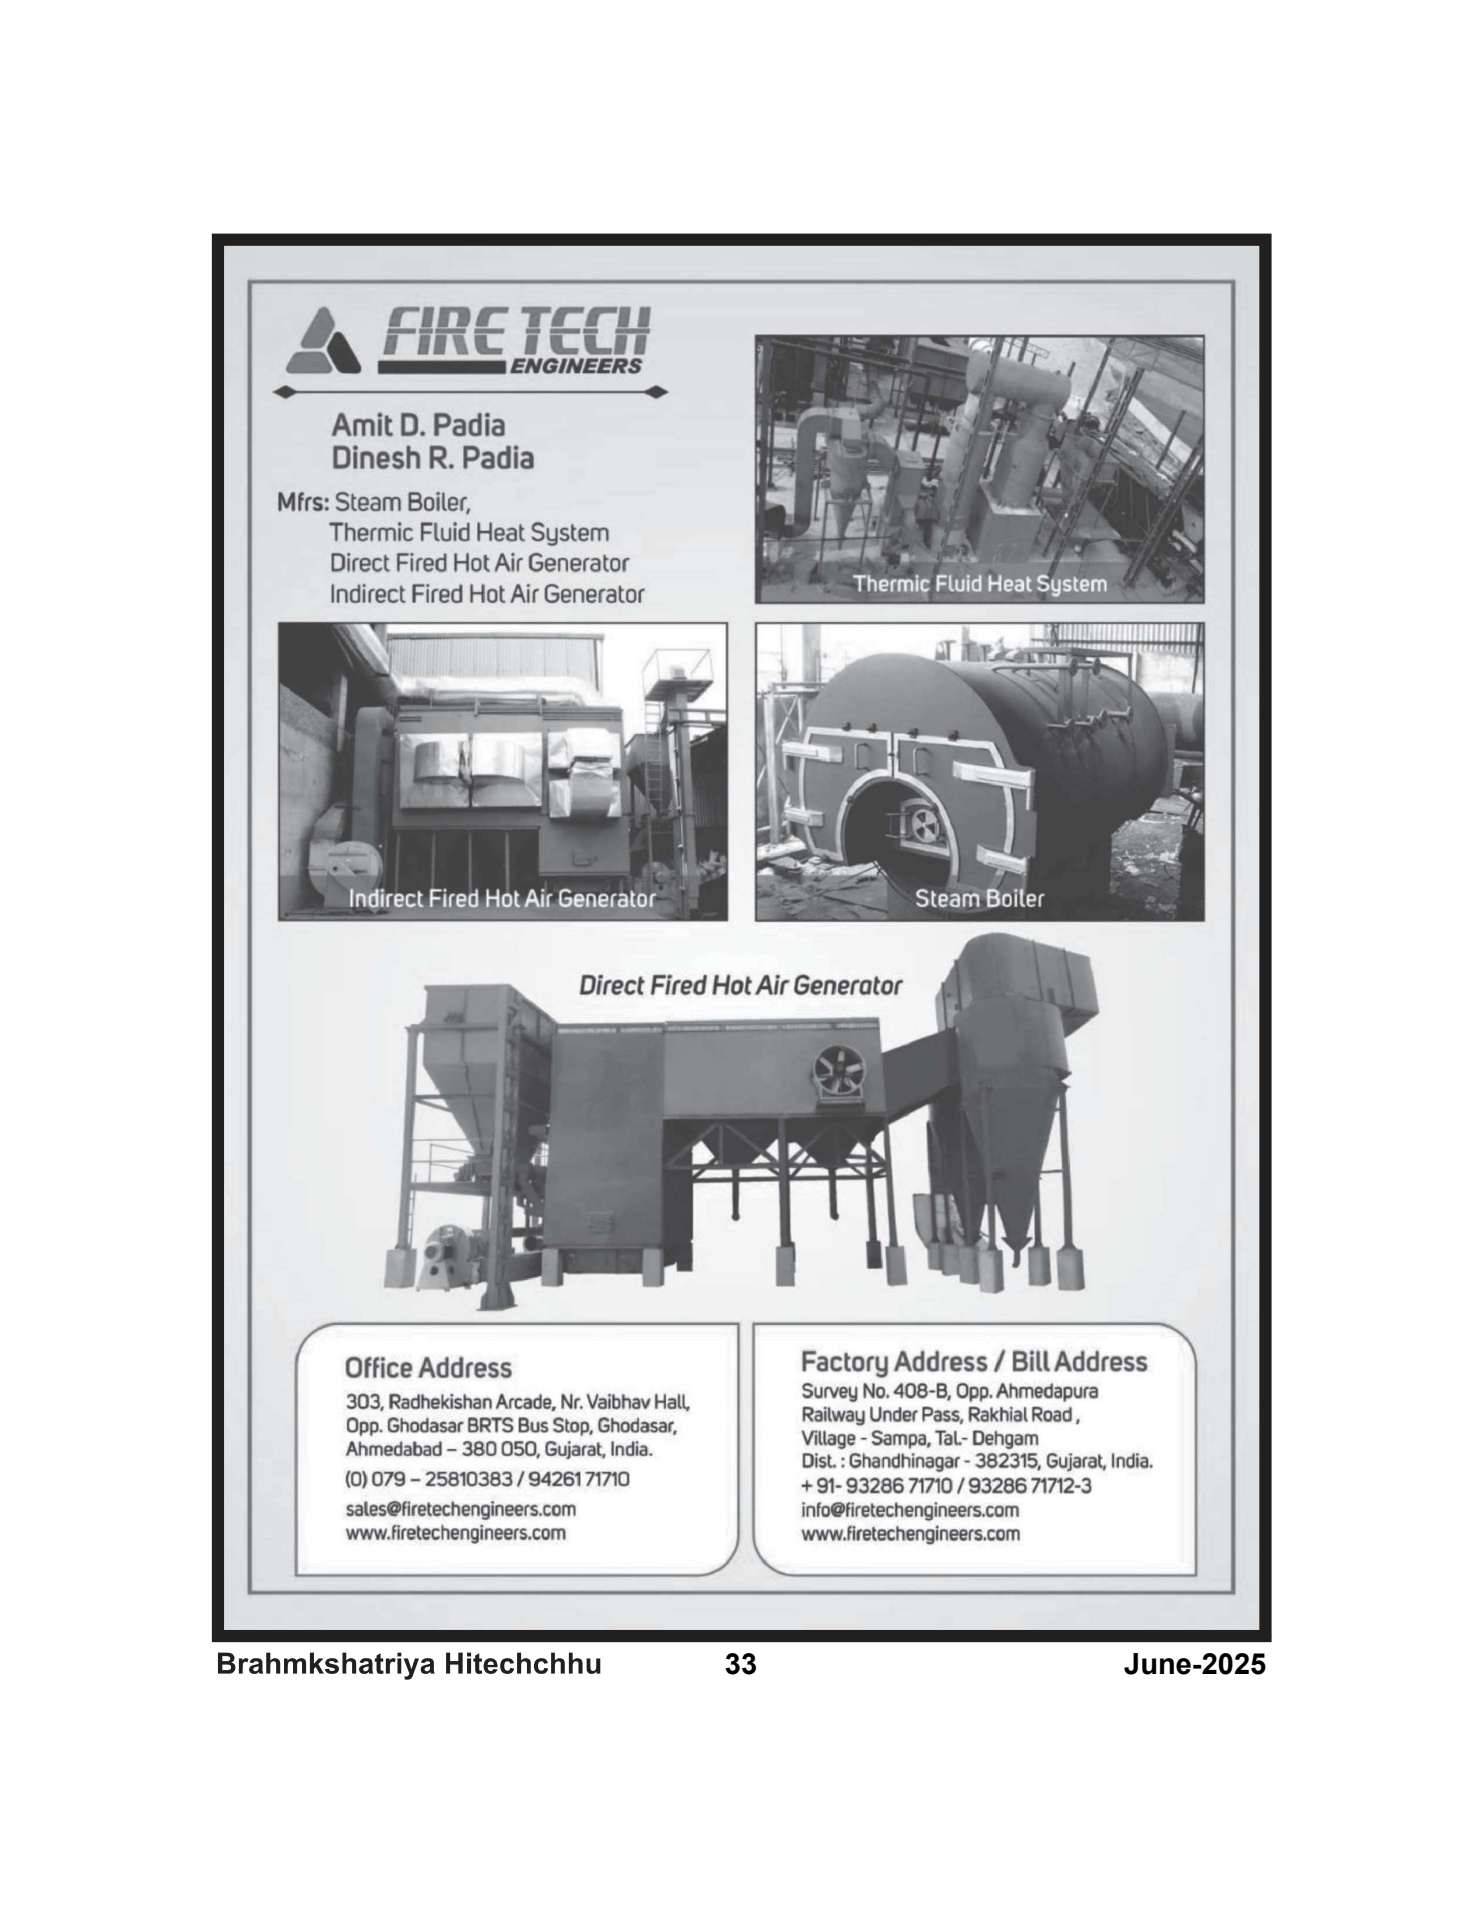 FIRE TECH
ENGINEERS
Amit D. Padia
Dinesh R. Padia
Mfrs: Steam Boiler,
Thermic Fluid Heat System
Direct Fired Hot Air Generator
Indirect Fired Hot Air Generator
Thermic Fluid Heat System
Indirect Fired Hot Air Generator
Steam Boiler
Direct Fired Hot Air Generator
Office Address
303, Radhekishan Arcade, Nr. Vaibhav Hall,
Opp. Ghodasar BRTS Bus Stop, Ghodasar,
Ahmedabad – 380 050, Gujarat, India.
(0) 079 – 25810383 / 94261 71710
sales@firetechengineers.com
www.firetechengineers.com
Factory Address / Bill Address
Survey No. 408-B, Opp. Ahmedapura
Railway Under Pass, Rakhial Road ,
Village - Sampa, Tal.- Dehgam
Dist. : Ghandhinagar - 382315, Gujarat, India.
+ 91- 93286 71710 / 93286 71712-3
info@firetechengineers.com
www.firetechengineers.com
Brahmkshatriya Hitechchhu 33 June-2025